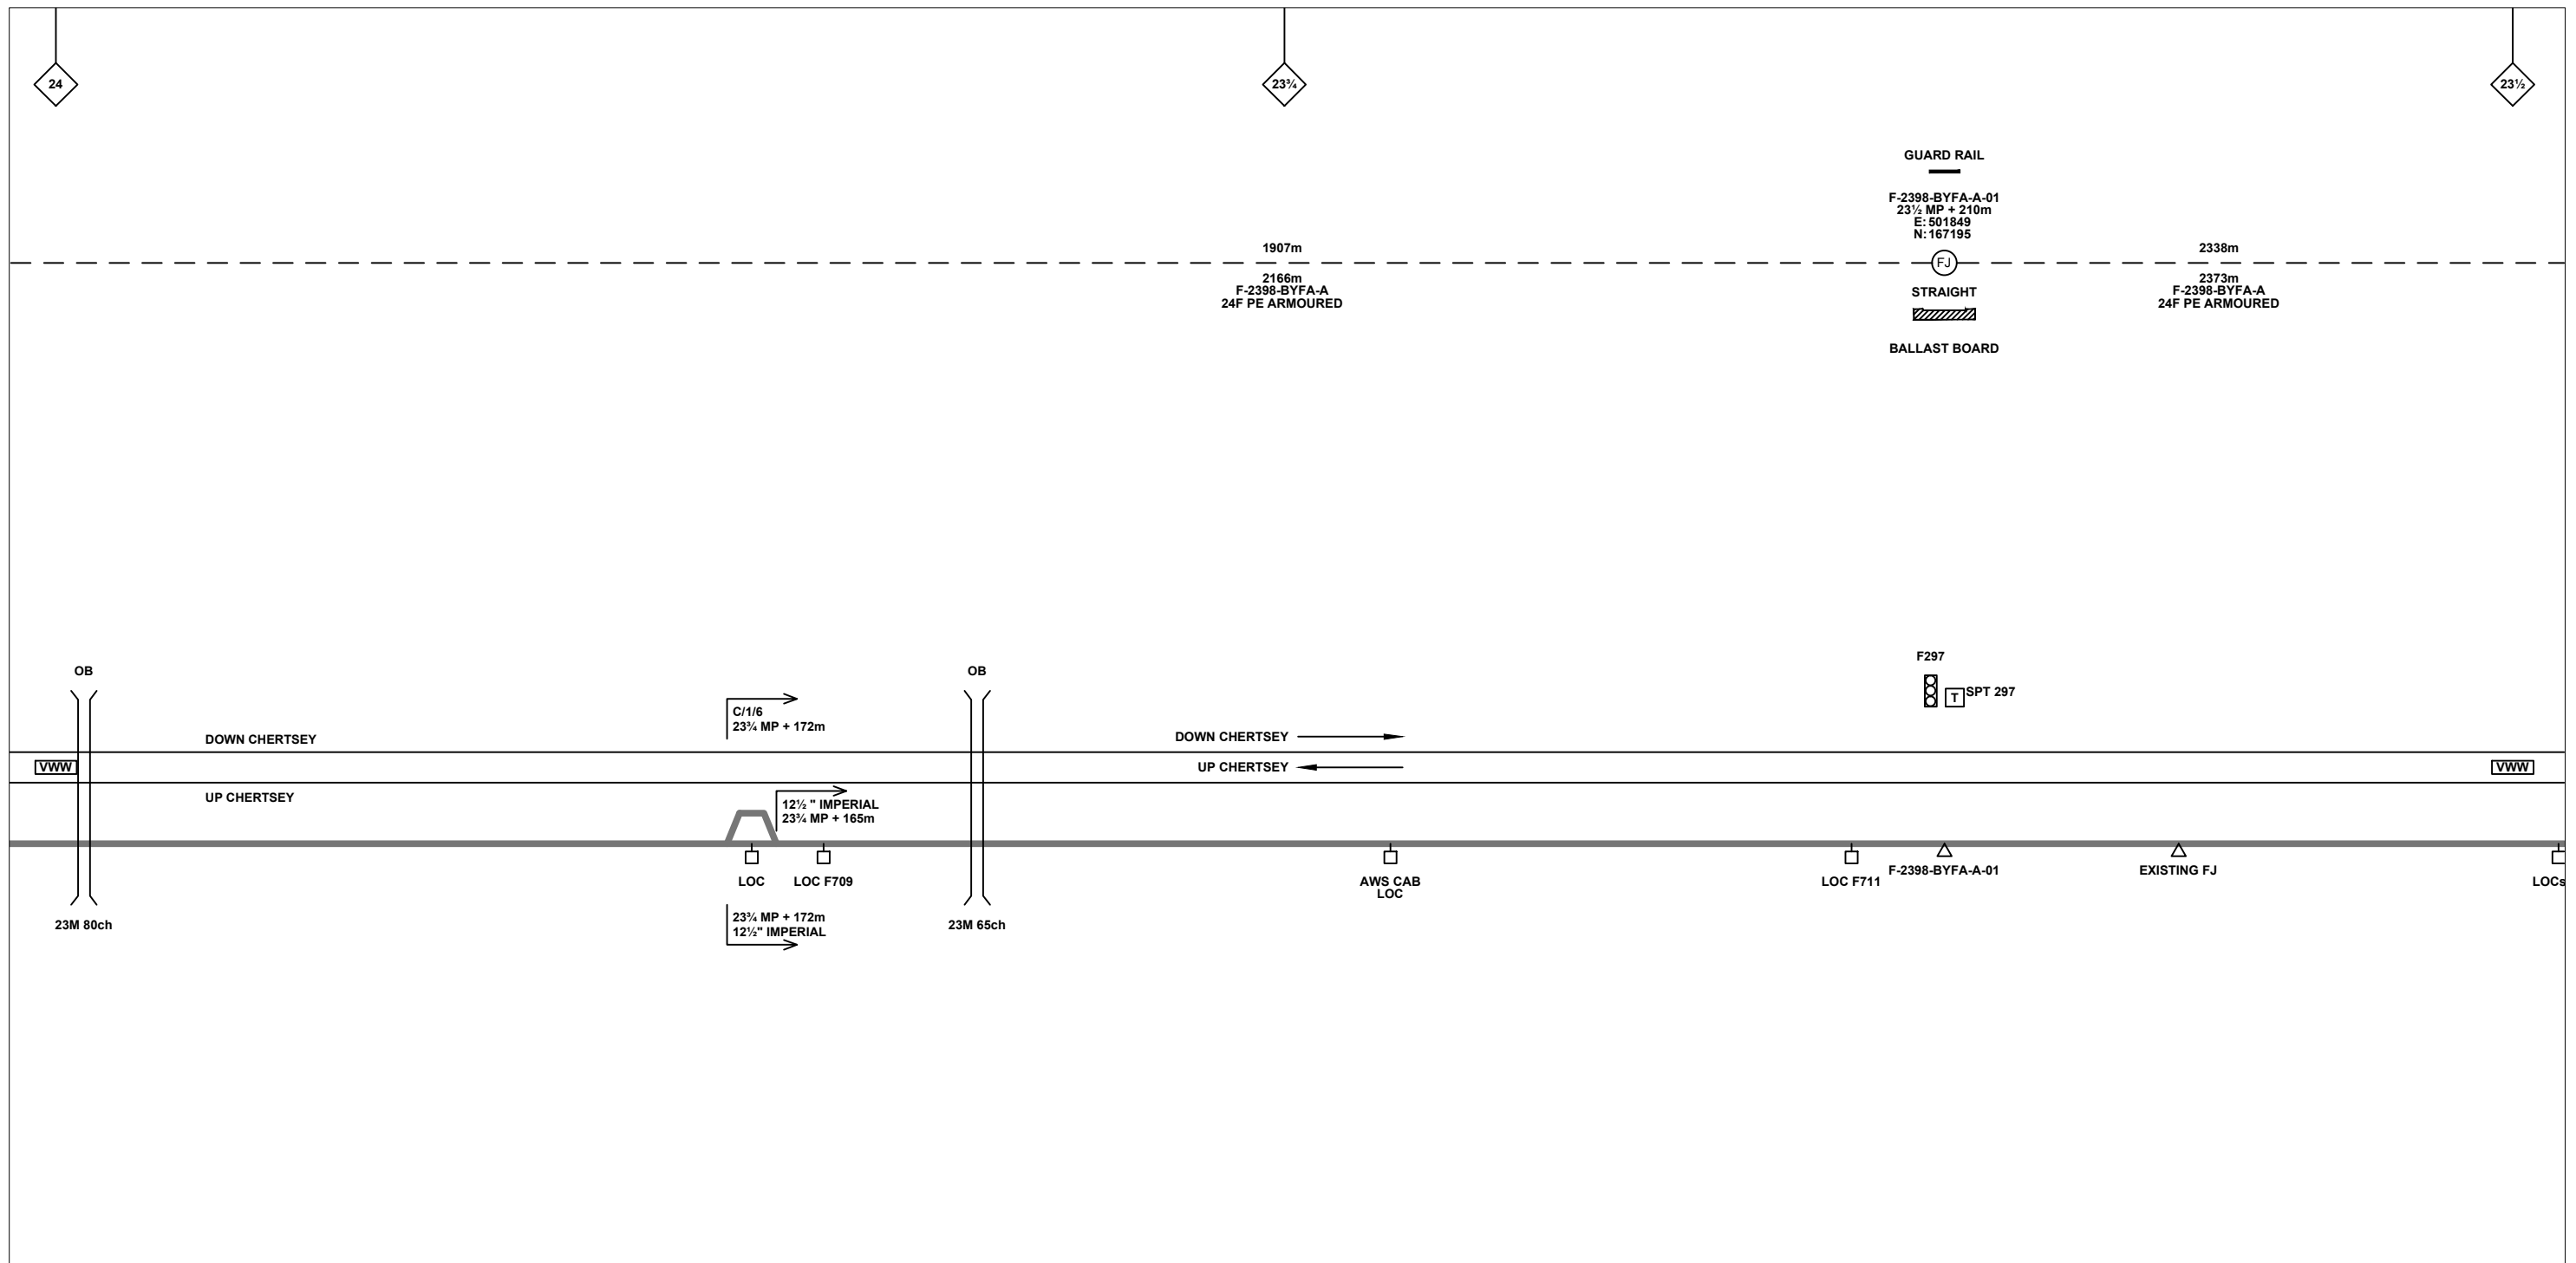 24
23¾
23½
GUARD RAIL
F-2398-BYFA-A-01
23½ MP + 210m
E: 501849
N: 167195
1907m
2338m
FJ
2166m
F-2398-BYFA-A
24F PE ARMOURED
STRAIGHT
2373m
F-2398-BYFA-A
24F PE ARMOURED
BALLAST BOARD
OB
OB
F297
T
SPT 297
C/1/6
23¾ MP + 172m
DOWN CHERTSEY
DOWN CHERTSEY
VWW
UP CHERTSEY
VWW
UP CHERTSEY
12½ " IMPERIAL
23¾ MP + 165m
LOC
LOC F709
AWS CAB
LOC
LOC F711
F-2398-BYFA-A-01
EXISTING FJ
LOCs
23M 80ch
23¾ MP + 172m
12½" IMPERIAL
23M 65ch